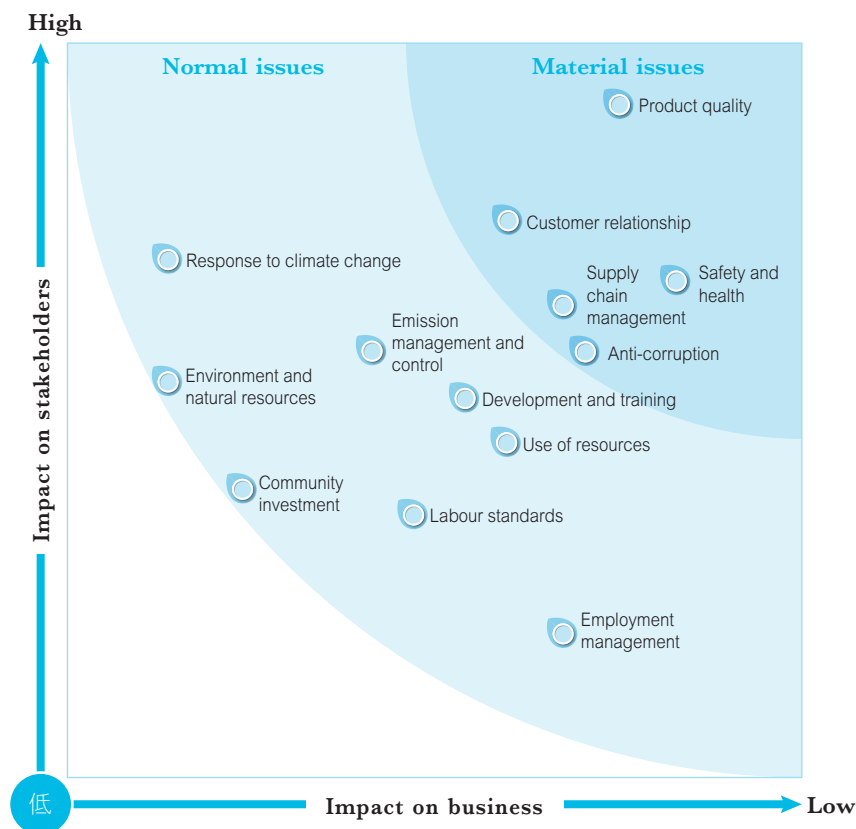 High
Normal issues
Material issues
Product quality
Customer relationship
Response to climate change
Supply
chain
management
Safety and
health
Emission
management and
control
Anti-corruption
Environment and
natural resources
Development and training
Use of resources
Community
investment
Labour standards
Employment
management
Impact on stakeholders
低
Impact on business
Low